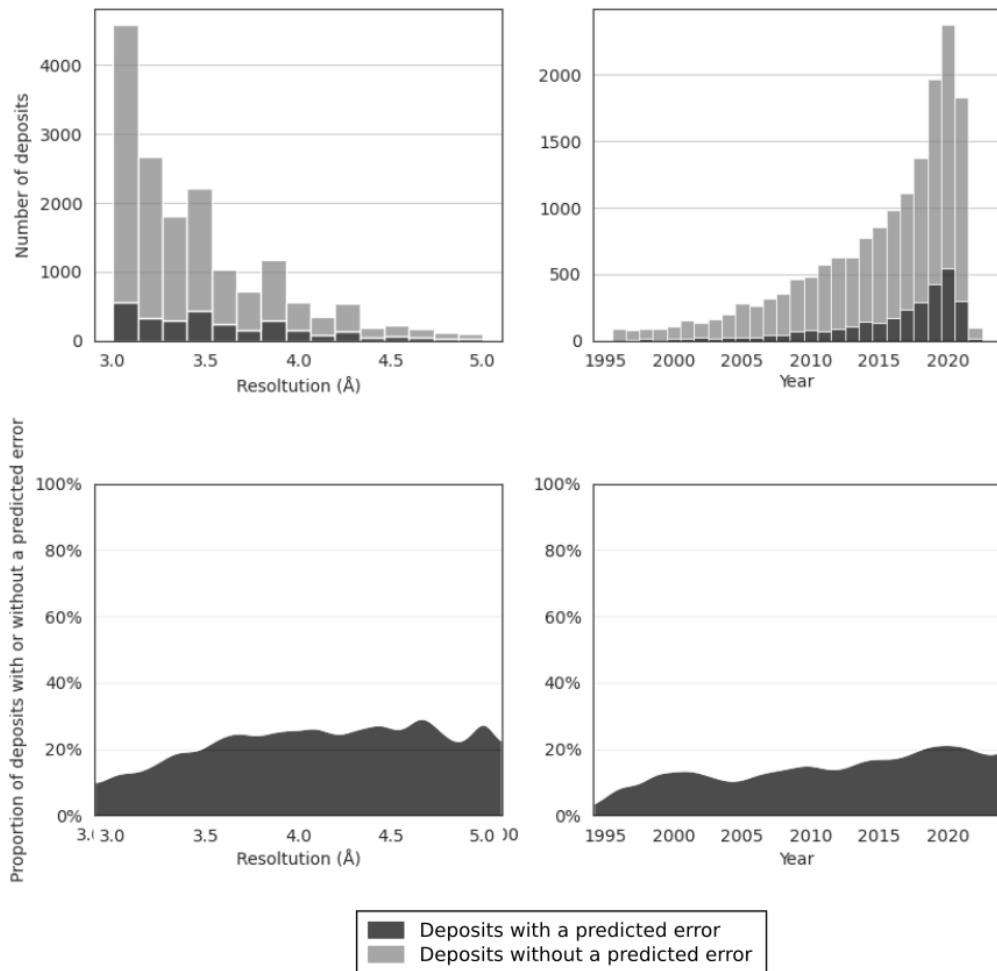 Number of deposits
4000
3000
2000
1000
0
3.0 3.5 4.0 4.5 5.0
Resoltution (Å)
2000
1500
1000
500
0
1995 2000 2005 2010 2015 2020
Year
Proportion of deposits with or without a predicted error
100%
80%
60%
40%
20%
0%
3.0 3.5 4.0 4.5 5.0
Resoltution (Å)
100%
80%
60%
40%
20%
0%
1995 2000 2005 2010 2015 2020
Year
Deposits with a predicted error
Deposits without a predicted error